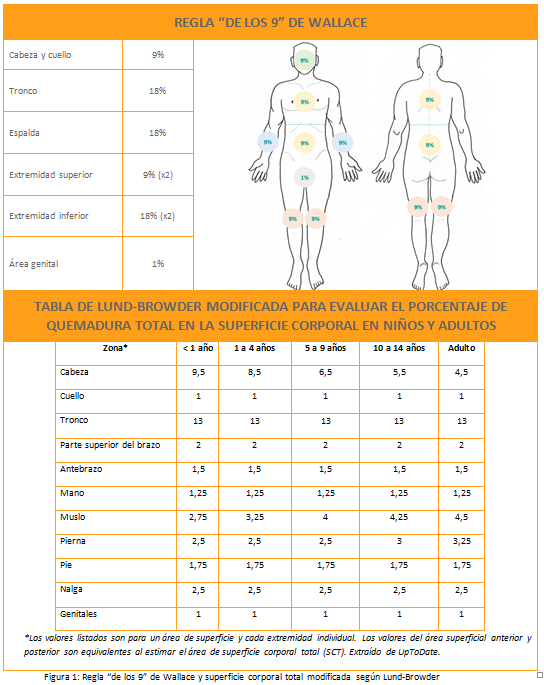 REGLA “DE LOS 9” DE WALLACE
Cabeza y cuello 9%
Tronco 18%
Espalda 18%
Extremidad superior 9% (x2)
Extremidad inferior 18% (x2)
Área genital 1%
9%
9% 9%
9% 9% 9% 9%
1%
9% 9% 9% 9%
TABLA DE LUND-BROWDER MODIFICADA PARA EVALUAR EL PORCENTAJE DE
QUEMADURA TOTAL EN LA SUPERFICIE CORPORAL EN NIÑOS Y ADULTOS
Zona* < 1 año 1 a 4 años 5 a 9 años 10 a 14 años Adulto
Cabeza 9,5 8,5 6,5 5,5 4,5
Cuello 1 1 1 1 1
Tronco 13 13 13 13 13
Parte superior del brazo 2 2 2 2 2
Antebrazo 1,5 1,5 1,5 1,5 1,5
Mano 1,25 1,25 1,25 1,25 1,25
Muslo 2,75 3,25 4 4,25 4,5
Pierna 2,5 2,5 2,5 3 3,25
Pie 1,75 1,75 1,75 1,75 1,75
Nalga 2,5 2,5 2,5 2,5 2,5
Genitales 1 1 1 1 1
*Los valores listados son para un área de superficie y cada extremidad individual. Los valores del área superficial anterior y
posterior son equivalentes al estimar el área de superficie corporal total (SCT). Extraído de UpToDate.
Figura 1: Regla “de los 9” de Wallace y superficie corporal total modificada según Lund-Browder